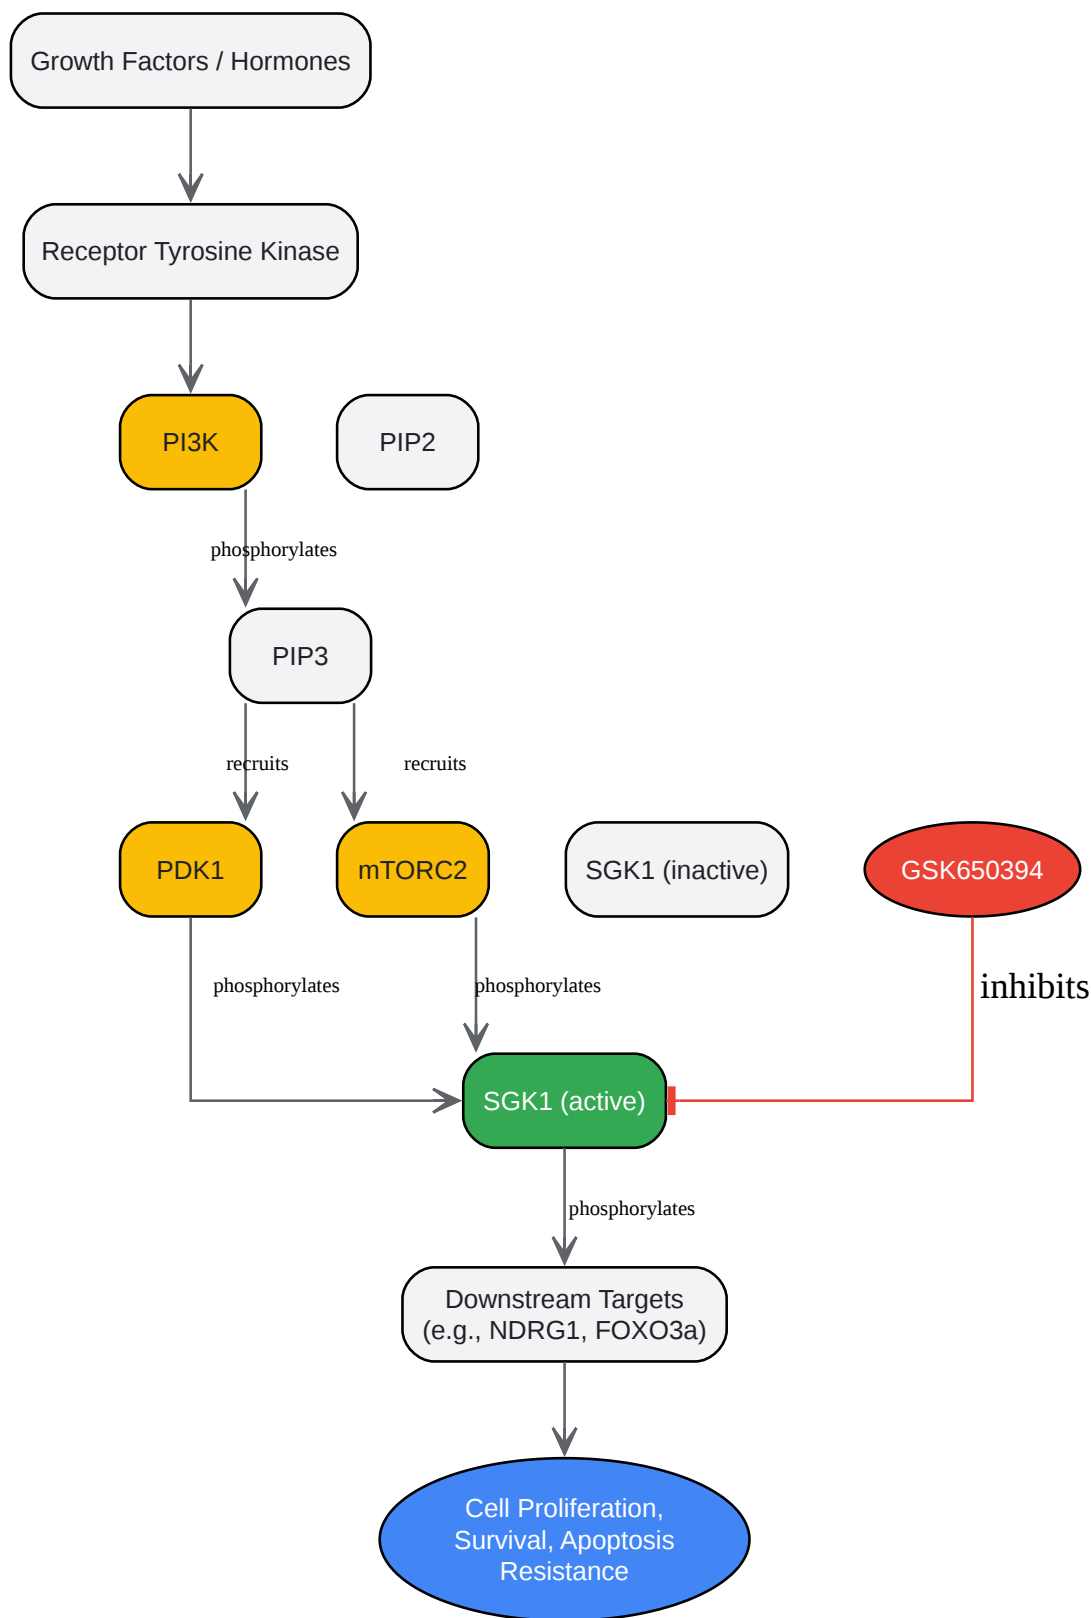 Growth Factors / Hormones
Receptor Tyrosine Kinase
PI3K
PIP2
phosphorylates
PIP3
recruits
recruits
PDK1
mTORC2
SGK1 (inactive)
GSK650394
phosphorylates
phosphorylates
inhibits
SGK1 (active)
phosphorylates
Downstream Targets
(e.g., NDRG1, FOXO3a)
Cell Proliferation,
Survival, Apoptosis
Resistance